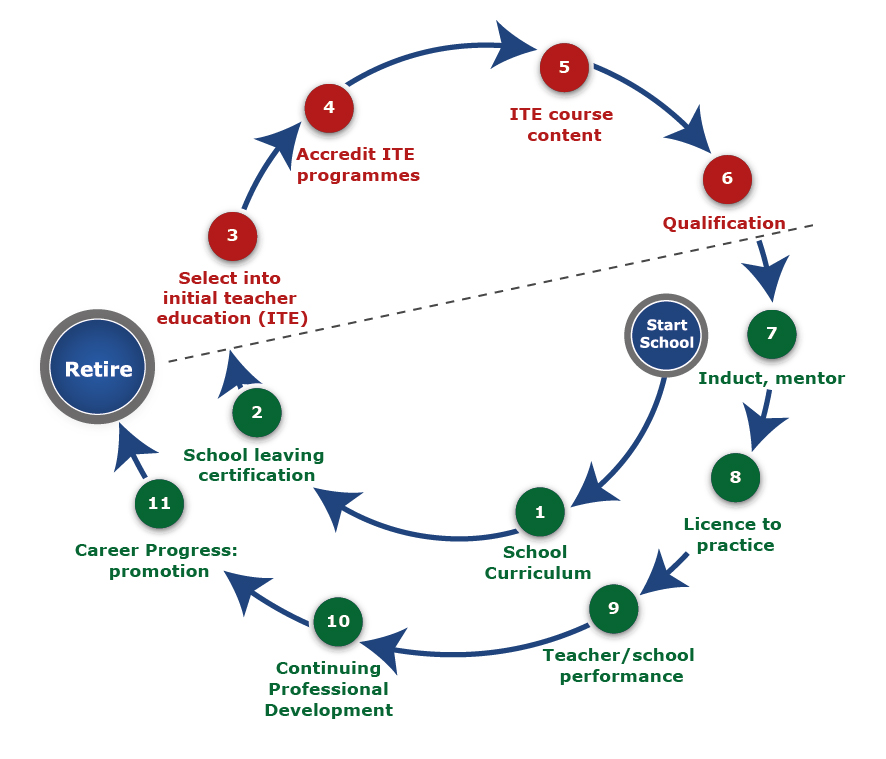 5
ITE course
content
4
Accredit ITE
programmes
6
Qualification
3
Select into
initial teacher
education (ITE)
Start
School
7
Induct, mentor
Retire
2
School leaving
certification
8
Licence to
practice
1
School
Curriculum
11
Career Progress:
promotion
9
Teacher/school
performance
10
Continuing
Professional
Development